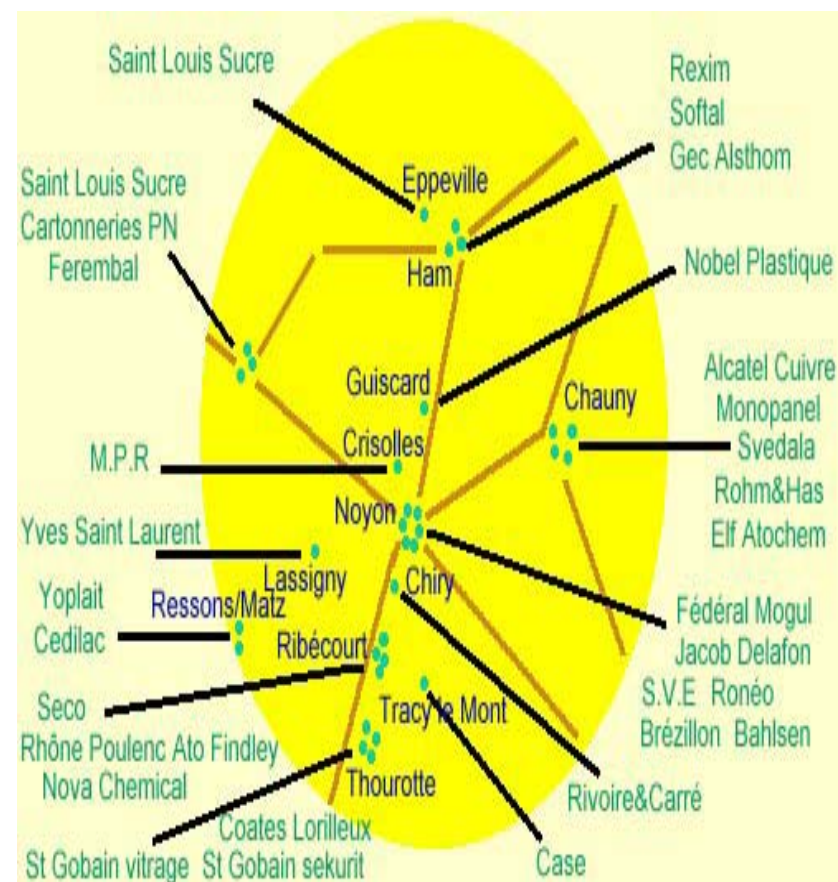 Saint Louis Sucre
Rexim
Softal
Gec Alsthom
Eppeville
Saint Louis Sucre
Cartonneries PN
Ferembal
Ham
Nobel Plastique
Guiscard
Chauny
Alcatel Cuivre
Monopanel
Svedala
Rohm&Has
Elf Atochem
Crisolles
M.P.R
Noyon
Yves Saint Laurent
Lassigny
Chiry
Ressons/Matz
Yoplait
Cedilac
Ribécourt
Fédéral Mogul
Jacob Delafon
S.V.E Ronéo
Brézillon Bahlsen
Seco
Tracy le Mont
Rhône Poulenc Ato Findley
Nova Chemical
Thourotte
Rivoire&Carré
Coates Lorilleux
St Gobain vitrage St Gobain sekurit
Case